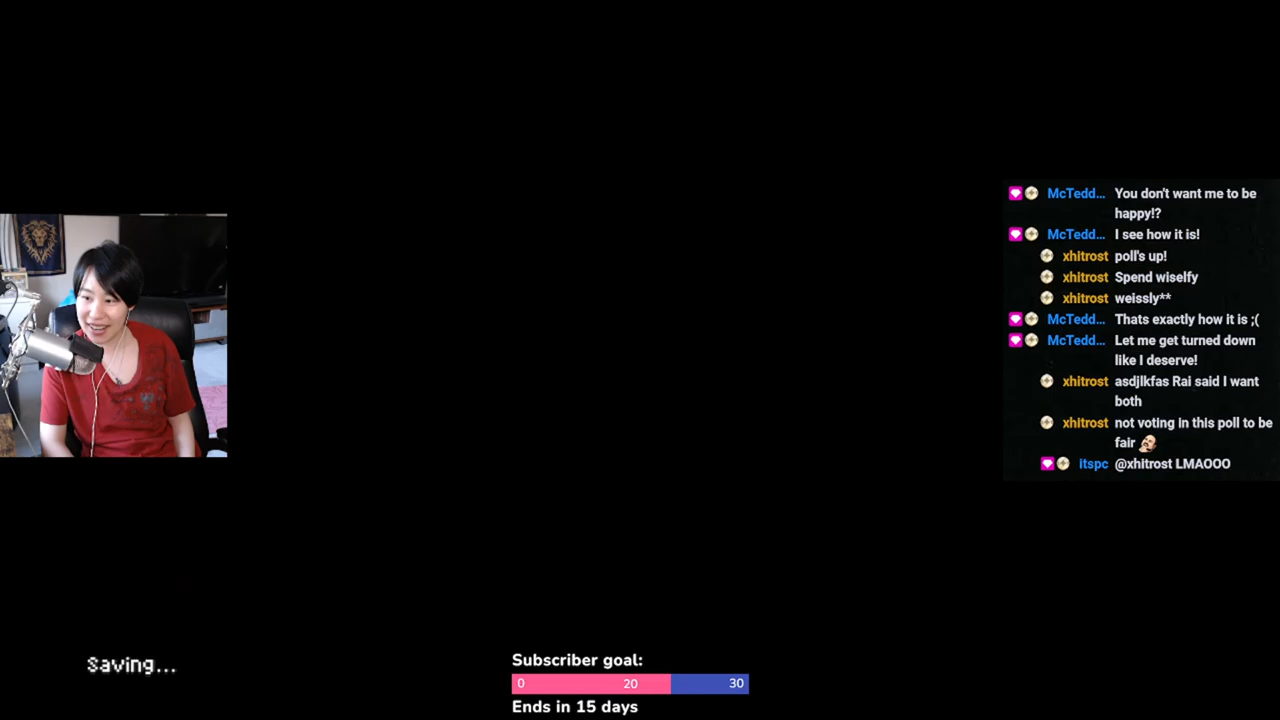 McTedd... You don't want me to be
happy!?
McTedd... I see how it is!
xhitrost poll's up!
xhitrost Spend wiselfy
xhitrost weissly**
McTedd... Thats exactly how it is ;(
McTedd... Let me get turned down
like I deserve!
xhitrost asdjlkfas Rai said I want
both
xhitrost not voting in this poll to be
fair
itspc @xhitrost LMAOOO
Saving...
Subscriber goal:
0 20 30
Ends in 15 days